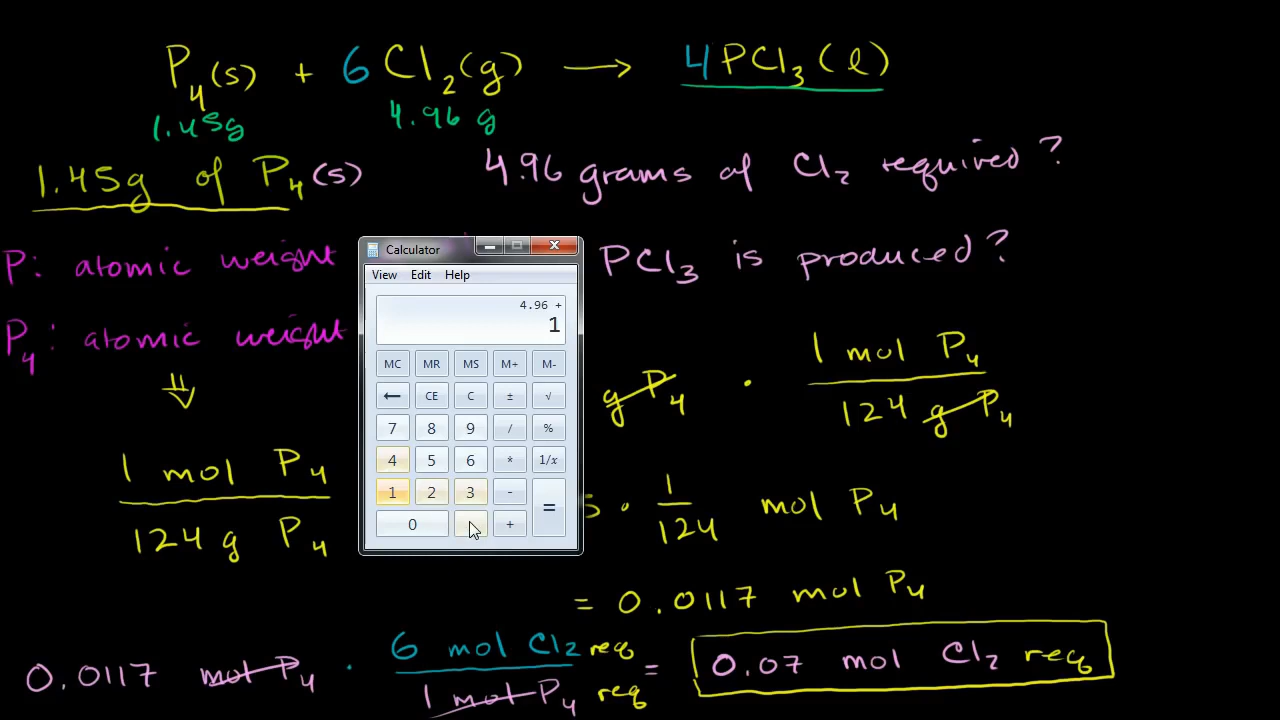 P4(s) + 6 Cl2(g) → 4PCl3(l)
1.45g 4.96 g
1.45g of P4(s) 4.96 grams of Cl2 required?
P: atomic weight PCl3 is produced?
P4: atomic weight
⇓
1 mol P4
124 g P4
Calculator
View Edit Help
4.96 +
1
MC MR MS M+ M-
← CE C ± √
7 8 9 / %
4 5 6 * 1/x
1 2 3 - =
0 +
g P4 · 1 mol P4
124 g P4
5 · 1/124 mol P4
= 0.0117 mol P4
0.0117 mol P4 · 6 mol Cl2 req = 0.07 mol Cl2 req
1 mol P4 req